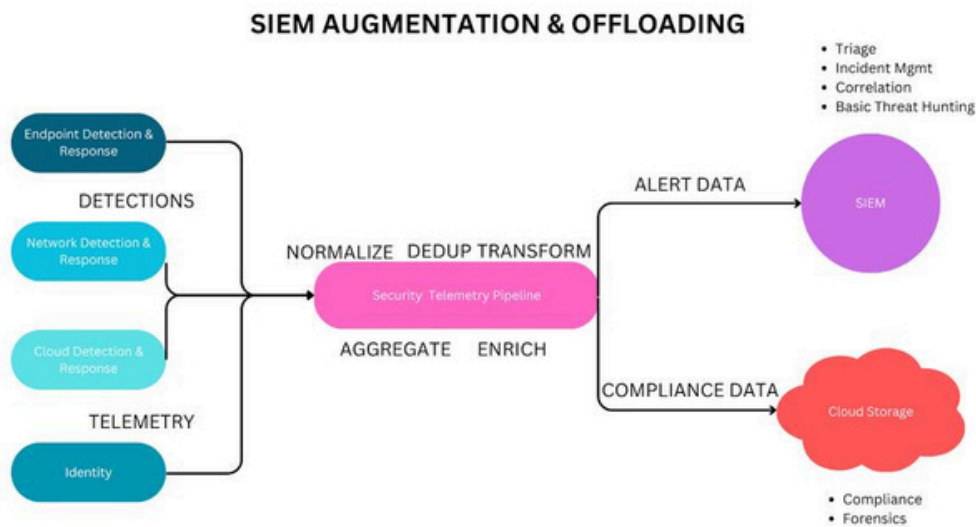 SIEM AUGMENTATION & OFFLOADING
• Triage
• Incident Mgmt
• Correlation
• Basic Threat Hunting
Endpoint Detection &
Response
DETECTIONS
ALERT DATA
SIEM
Network Detection &
Response
NORMALIZE DEDUP TRANSFORM
Security Telemetry Pipeline
AGGREGATE ENRICH
Cloud Detection &
Response
TELEMETRY
COMPLIANCE DATA
Cloud Storage
Identity
• Compliance
• Forensics